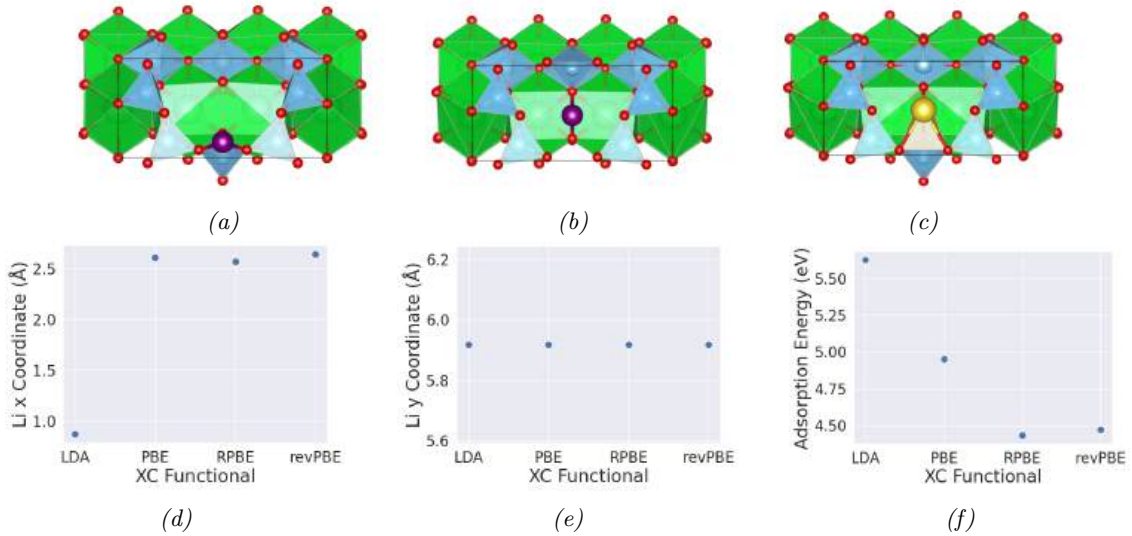 (a)
(b)
(c)
Li x Coordinate (Å)
2.5
2.0
1.5
1.0
LDA
PBE
RPBE
revPBE
XC Functional
(d)
Li y Coordinate (Å)
6.2
6.0
5.8
5.6
LDA
PBE
RPBE
revPBE
XC Functional
(e)
Adsorption Energy (eV)
5.50
5.25
5.00
4.75
4.50
LDA
PBE
RPBE
revPBE
XC Functional
(f)